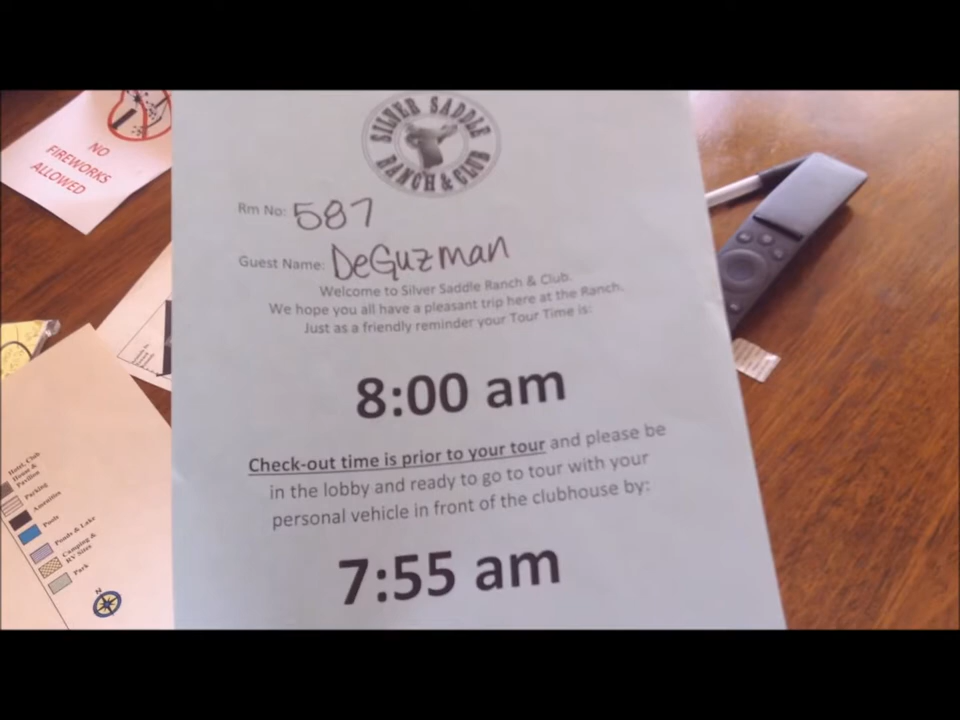 NO
FIREWORKS
ALLOWED
SILVER SADDLE
RANCH & CLUB
Rm No: 587
Guest Name: DeGuzman
Welcome to Silver Saddle Ranch & Club.
We hope you all have a pleasant trip here at the Ranch.
Just as a friendly reminder your Tour Time is:
8:00 am
Check-out time is prior to your tour and please be
in the lobby and ready to go to tour with your
personal vehicle in front of the clubhouse by:
7:55 am
Hotel, Club
House &
Pavilion
Parking
Amenities
Pools
Ponds & Lake
Camping &
RV Sites
Park
N